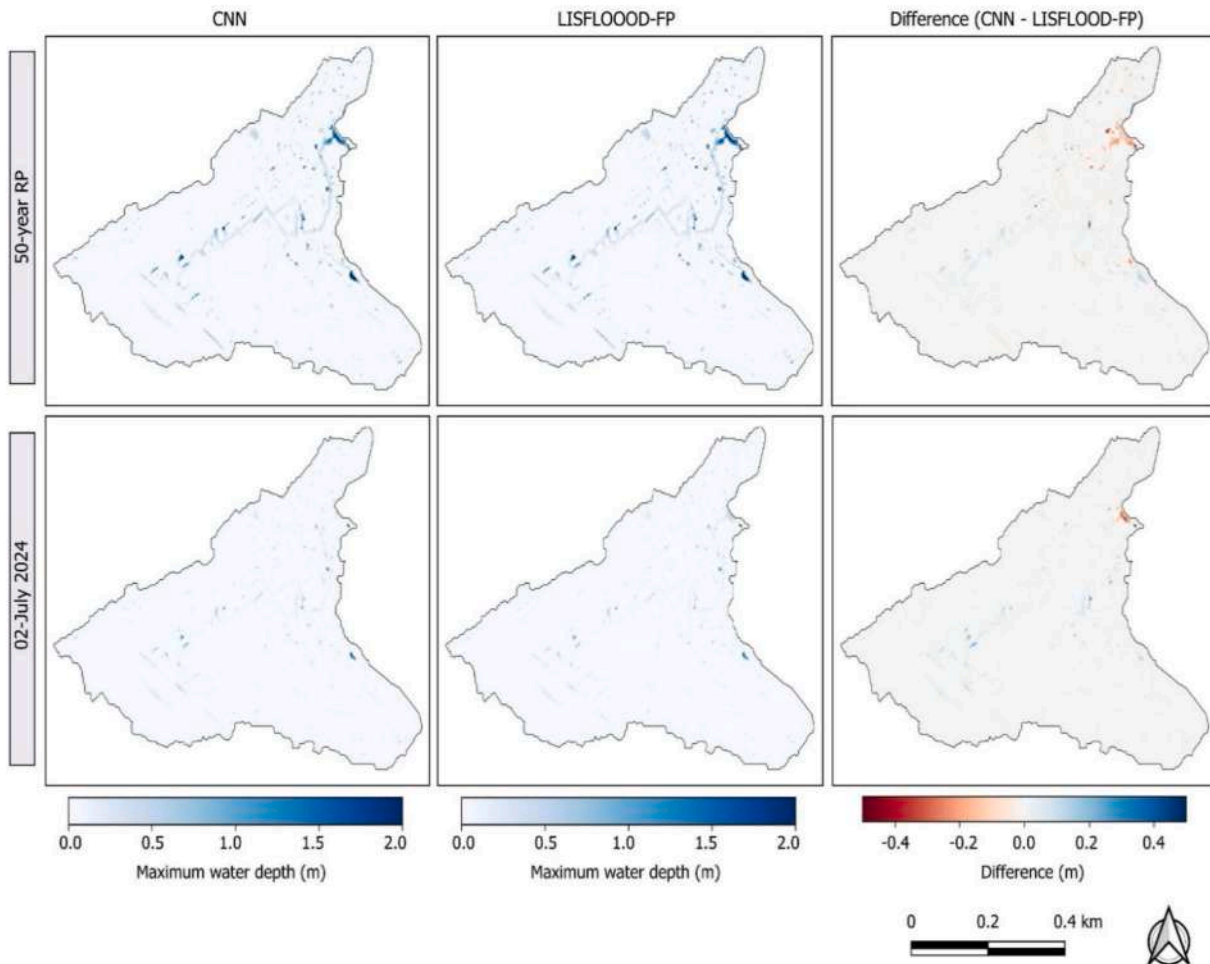 CNN
LISFLOOOD-FP
Difference (CNN - LISFLOOD-FP)
50-year RP
02-July 2024
0.0 0.5 1.0 1.5 2.0
Maximum water depth (m)
0.0 0.5 1.0 1.5 2.0
Maximum water depth (m)
-0.4 -0.2 0.0 0.2 0.4
Difference (m)
0 0.2 0.4 km